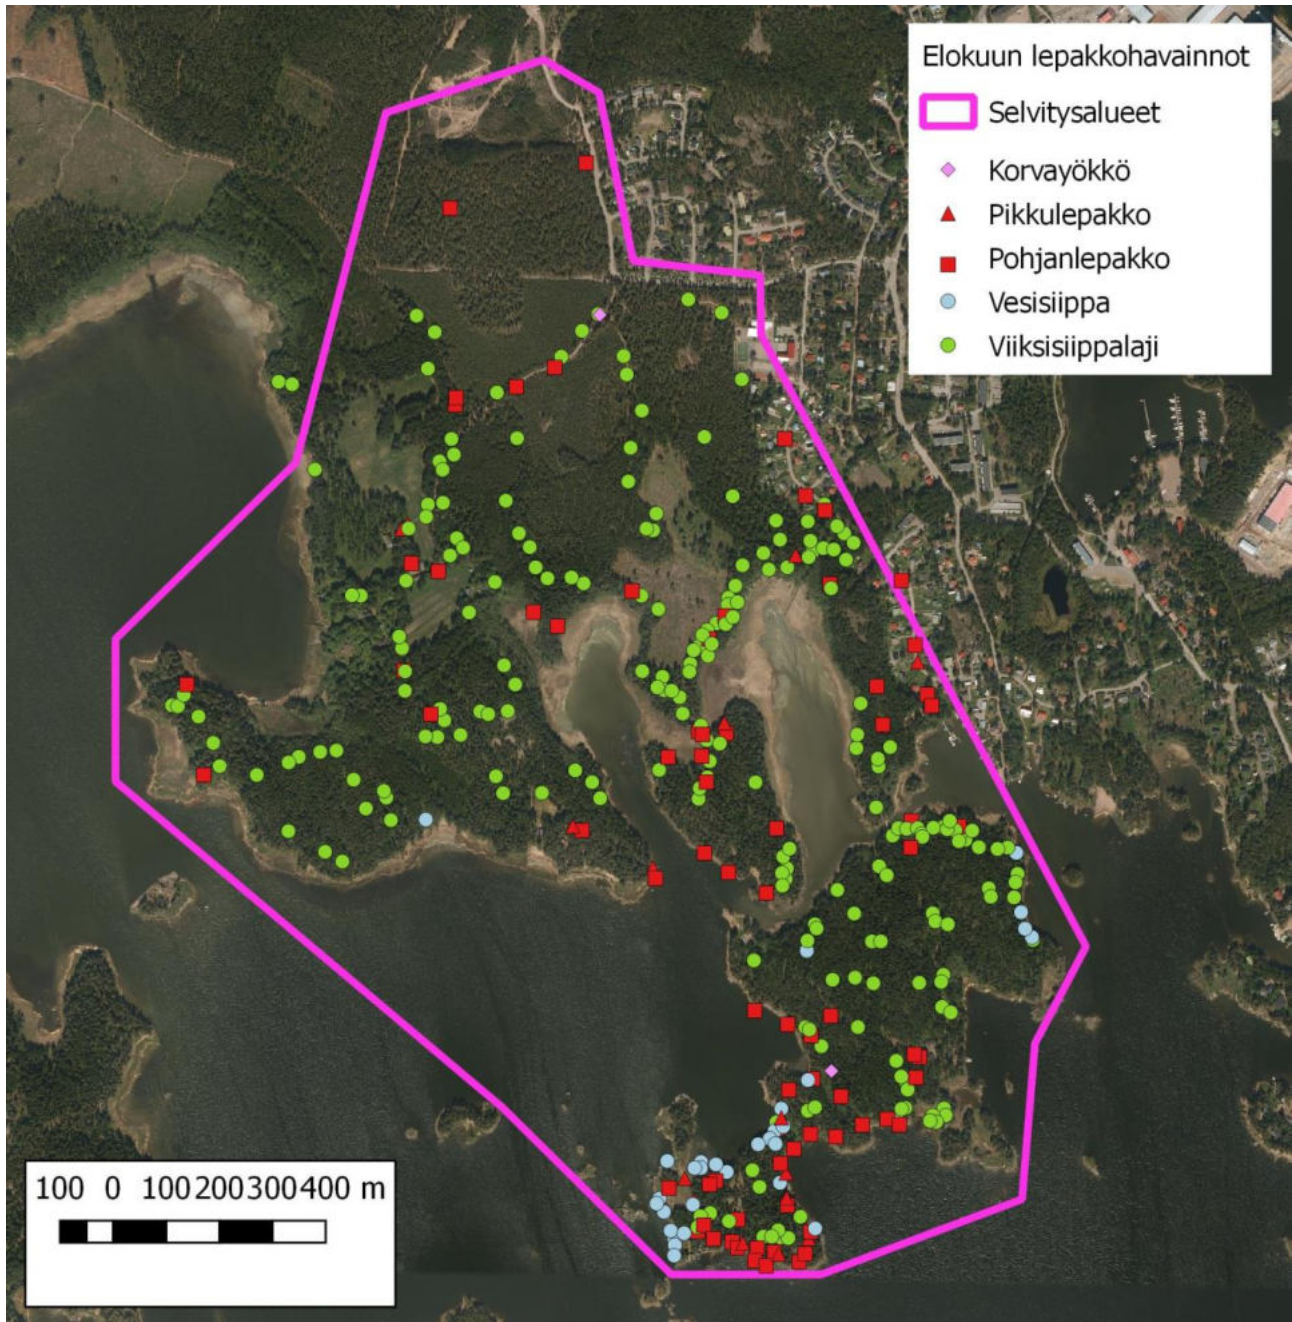 Elokuun lepakkohavainnot
Selvitysalueet
Korvayökkö
Pikkulepakko
Pohjanlepakko
Vesisiippa
Viiksisiippalaji
100 0 100 200 300 400 m